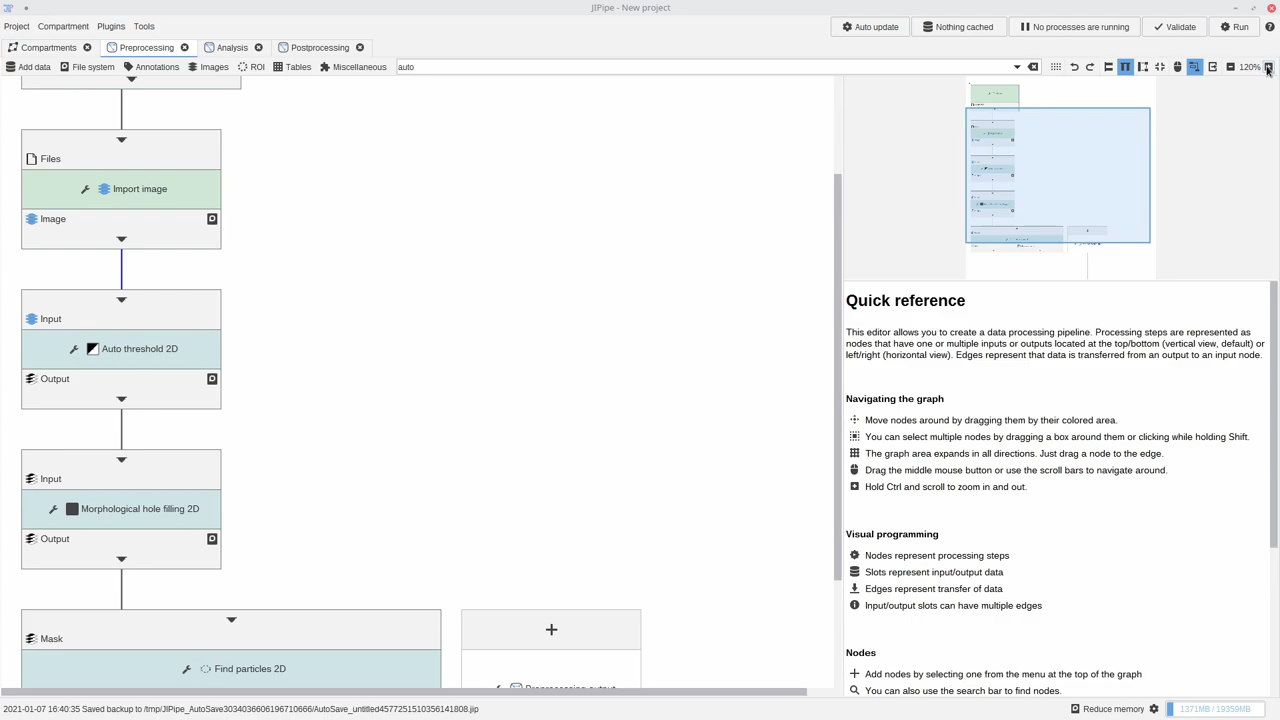 JIPipe - New project
Project Compartment Plugins Tools
Auto update Nothing cached No processes are running Validate Run
Compartments Preprocessing Analysis Postprocessing
Add data File system Annotations Images ROI Tables Miscellaneous auto 120%
Files
Import image
Image
Input
Auto threshold 2D
Output
Input
Morphological hole filling 2D
Output
Mask
Find particles 2D
Preprocessing output
Quick reference
This editor allows you to create a data processing pipeline. Processing steps are represented as
nodes that have one or multiple inputs or outputs located at the top/bottom (vertical view, default) or
left/right (horizontal view). Edges represent that data is transferred from an output to an input node.
Navigating the graph
Move nodes around by dragging them by their colored area.
You can select multiple nodes by dragging a box around them or clicking while holding Shift.
The graph area expands in all directions. Just drag a node to the edge.
Drag the middle mouse button or use the scroll bars to navigate around.
Hold Ctrl and scroll to zoom in and out.
Visual programming
Nodes represent processing steps
Slots represent input/output data
Edges represent transfer of data
Input/output slots can have multiple edges
Nodes
Add nodes by selecting one from the menu at the top of the graph
You can also use the search bar to find nodes.
2021-01-07 16:40:35 Saved backup to /tmp/JIPipe_AutoSave3034036606196710666/AutoSave_untitled4577251510356141808.jip
Reduce memory 1371MB / 19359MB